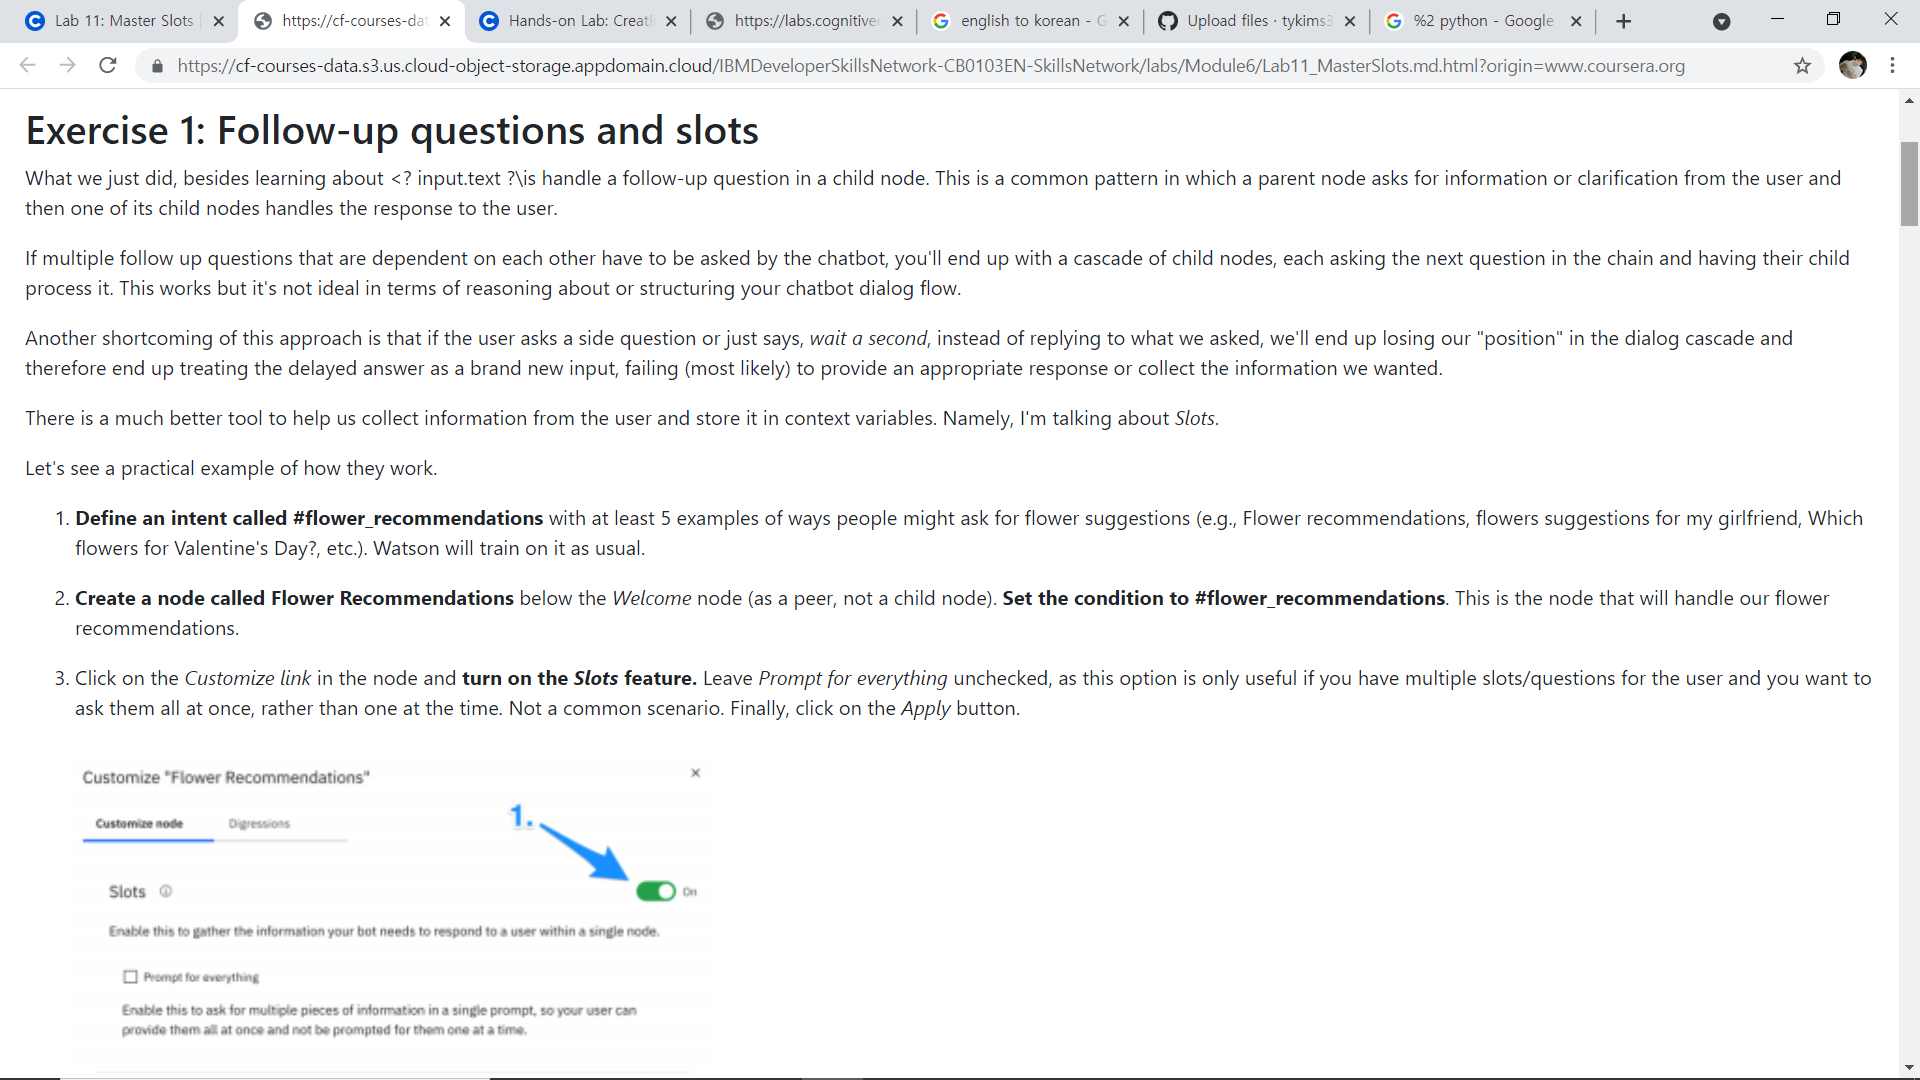 Lab 11: Master Slots
https://cf-courses-dat
Hands-on Lab: Creati
https://labs.cognitivec
english to korean - G
Upload files · tykims3
%2 python - Google
https://cf-courses-data.s3.us.cloud-object-storage.appdomain.cloud/IBMDeveloperSkillsNetwork-CB0103EN-SkillsNetwork/labs/Module6/Lab11_MasterSlots.md.html?origin=www.coursera.org
Exercise 1: Follow-up questions and slots
What we just did, besides learning about <? input.text ?\is handle a follow-up question in a child node. This is a common pattern in which a parent node asks for information or clarification from the user and
then one of its child nodes handles the response to the user.
If multiple follow up questions that are dependent on each other have to be asked by the chatbot, you'll end up with a cascade of child nodes, each asking the next question in the chain and having their child
process it. This works but it's not ideal in terms of reasoning about or structuring your chatbot dialog flow.
Another shortcoming of this approach is that if the user asks a side question or just says, wait a second, instead of replying to what we asked, we'll end up losing our "position" in the dialog cascade and
therefore end up treating the delayed answer as a brand new input, failing (most likely) to provide an appropriate response or collect the information we wanted.
There is a much better tool to help us collect information from the user and store it in context variables. Namely, I'm talking about Slots.
Let's see a practical example of how they work.
1. Define an intent called #flower_recommendations with at least 5 examples of ways people might ask for flower suggestions (e.g., Flower recommendations, flowers suggestions for my girlfriend, Which
flowers for Valentine's Day?, etc.). Watson will train on it as usual.
2. Create a node called Flower Recommendations below the Welcome node (as a peer, not a child node). Set the condition to #flower_recommendations. This is the node that will handle our flower
recommendations.
3. Click on the Customize link in the node and turn on the Slots feature. Leave Prompt for everything unchecked, as this option is only useful if you have multiple slots/questions for the user and you want to
ask them all at once, rather than one at the time. Not a common scenario. Finally, click on the Apply button.
Customize "Flower Recommendations"
Customize node
Digressions
1.
Slots
On
Enable this to gather the information your bot needs to respond to a user within a single node.
Prompt for everything
Enable this to ask for multiple pieces of information in a single prompt, so your user can
provide them all at once and not be prompted for them one at a time.